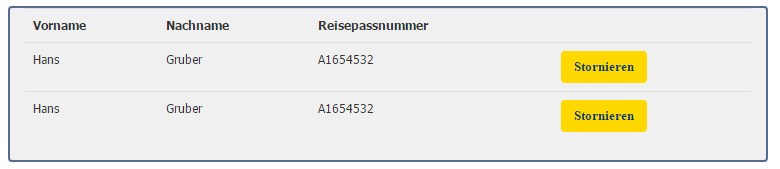 Vorname Nachname Reisepassnummer
Hans Gruber A1654532 Stornieren
Hans Gruber A1654532 Stornieren